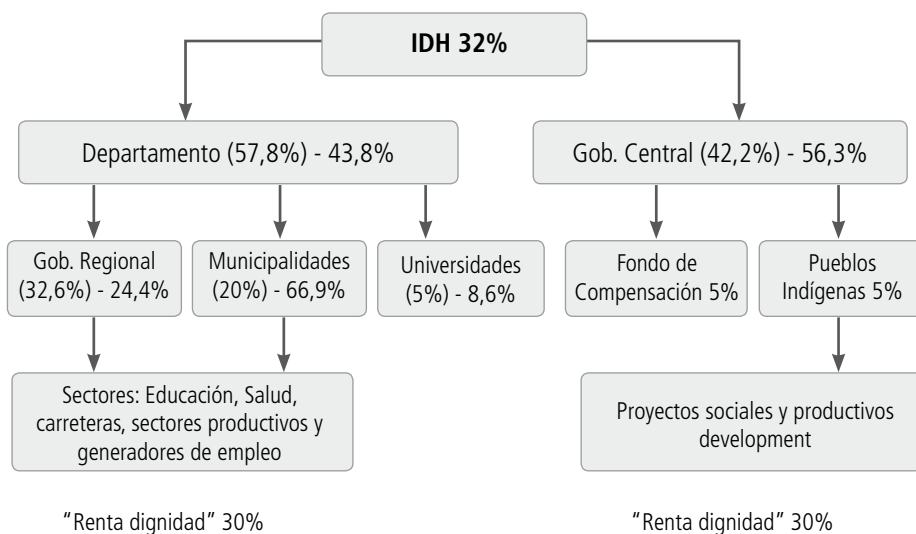 IDH 32%
Departamento (57,8%) - 43,8%
Gob. Central (42,2%) - 56,3%
Gob. Regional
(32,6%) - 24,4%
Municipalidades
(20%) - 66,9%
Universidades
(5%) - 8,6%
Fondo de
Compensación 5%
Pueblos
Indígenas 5%
Sectores: Educación, Salud,
carreteras, sectores productivos y
generadores de empleo
Proyectos sociales y productivos
development
“Renta dignidad” 30%
“Renta dignidad” 30%